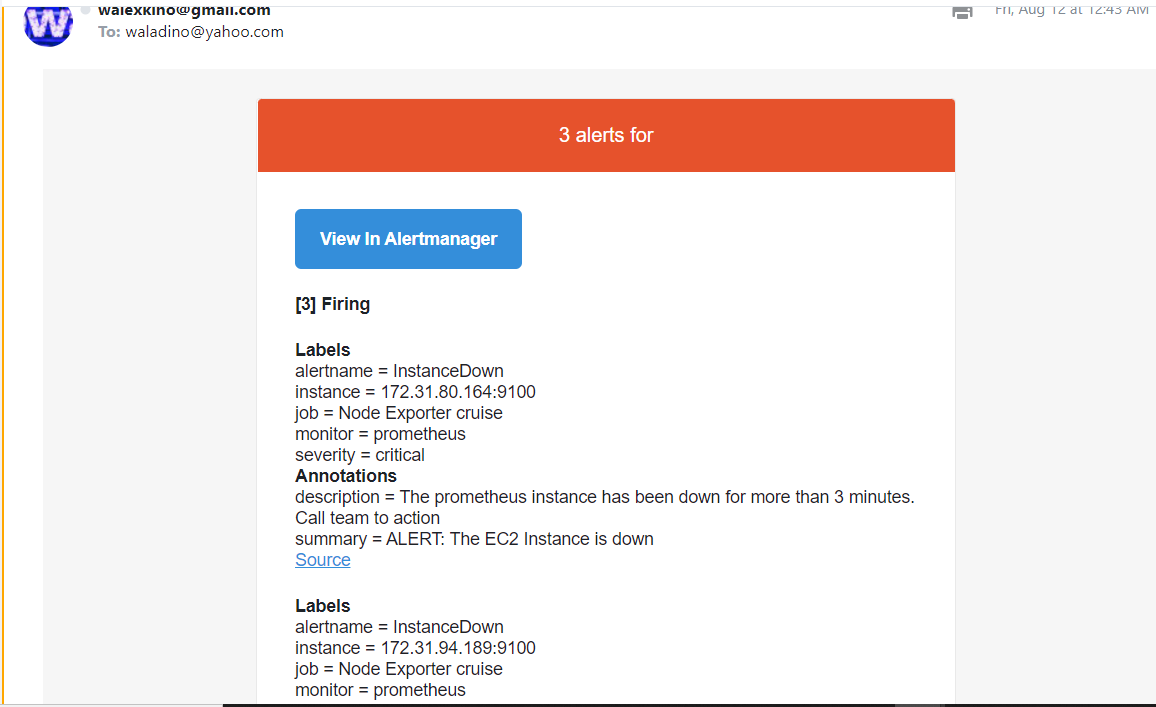 W
walexkino@gmail.com
Fri, Aug 12 at 12:43 AM
To: waladino@yahoo.com
3 alerts for
View In Alertmanager
[3] Firing
Labels
alertname = InstanceDown
instance = 172.31.80.164:9100
job = Node Exporter cruise
monitor = prometheus
severity = critical
Annotations
description = The prometheus instance has been down for more than 3 minutes.
Call team to action
summary = ALERT: The EC2 Instance is down
Source
Labels
alertname = InstanceDown
instance = 172.31.94.189:9100
job = Node Exporter cruise
monitor = prometheus